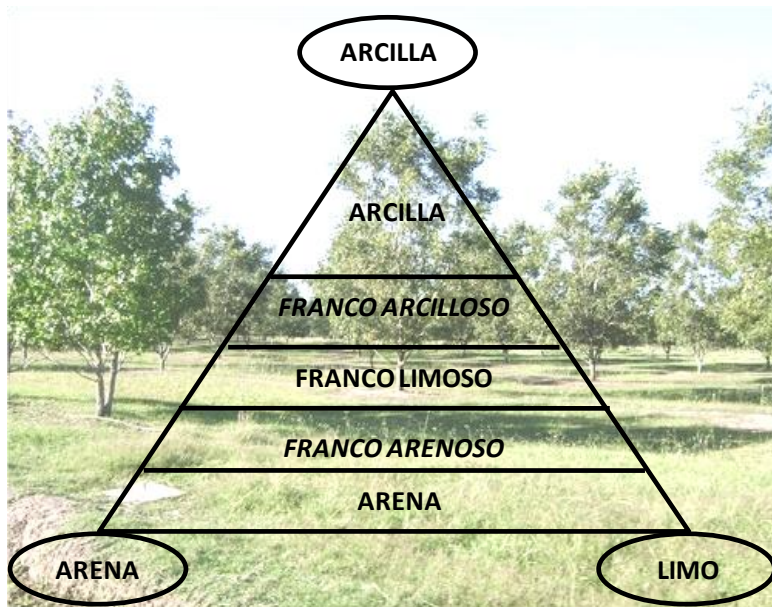 ARCILLA
ARCILLA
FRANCO ARCILLOSO
FRANCO LIMOSO
FRANCO ARENOSO
ARENA
ARENA
LIMO